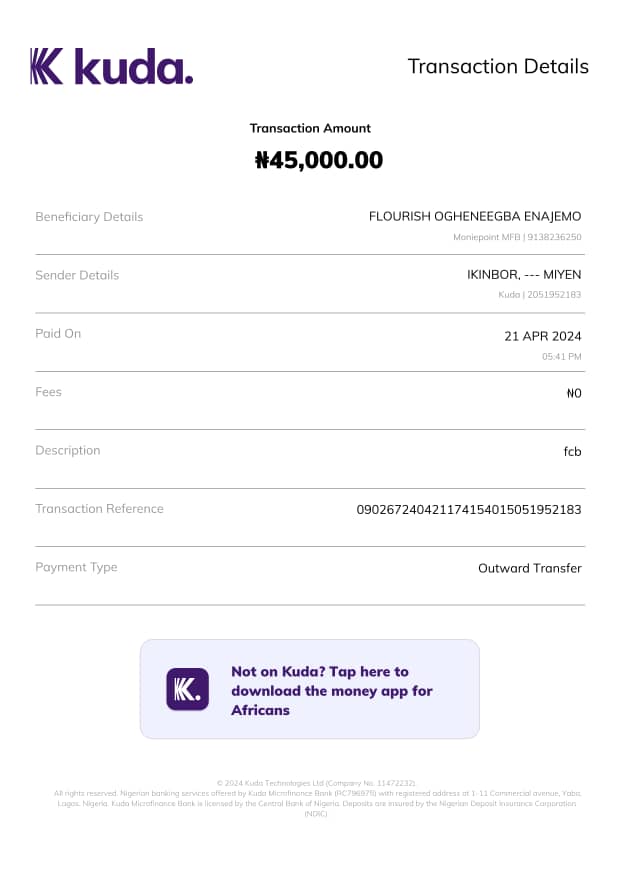 kuda.
Transaction Details
Transaction Amount
₦45,000.00
Beneficiary Details
FLOURISH OGHENEEGBA ENAJEMO
Moniepoint MFB | 9138236250
Sender Details
IKINBOR, --- MIYEN
Kuda | 2051952183
Paid On
21 APR 2024
05:41 PM
Fees
₦0
Description
fcb
Transaction Reference
090267240421174154015051952183
Payment Type
Outward Transfer
Not on Kuda? Tap here to
download the money app for
Africans
© 2024 Kuda Technologies Ltd (Company No. 11472232).
All rights reserved. Nigerian banking services offered by Kuda Microfinance Bank (RC796975) with registered address at 1-11 Commercial avenue, Yaba,
Lagos, Nigeria. Kuda Microfinance Bank is licensed by the Central Bank of Nigeria. Deposits are insured by the Nigerian Deposit Insurance Corporation
(NDIC)